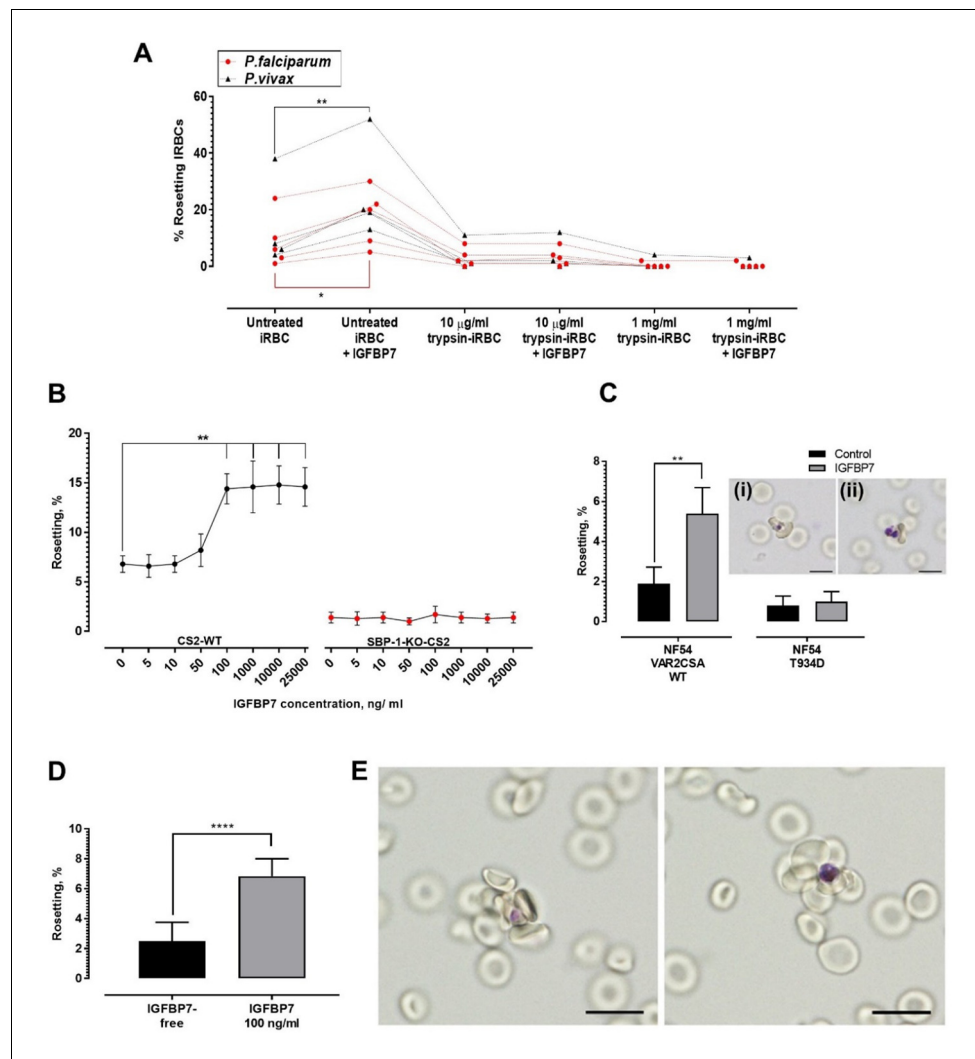 A
P.falciparum
P.vivax
60
40
20
0
% Rosetting IRBCs
**
*
Untreated
iRBC
Untreated
iRBC
+ IGFBP7
10 µg/ml
trypsin-iRBC
10 µg/ml
trypsin-iRBC
+ IGFBP7
1 mg/ml
trypsin-iRBC
1 mg/ml
trypsin-iRBC
+ IGFBP7
B
20
15
10
5
0
Rosetting, %
**
CS2-WT
SBP-1-KO-CS2
0
5
10
50
100
1000
10000
25000
0
5
10
50
100
1000
10000
25000
IGFBP7 concentration, ng/ ml
C
Control
IGFBP7
8
6
4
2
0
Rosetting, %
**
(i)
(ii)
NF54
VAR2CSA
WT
NF54
T934D
D
10
8
6
4
2
0
Rosetting, %
****
IGFBP7-
free
IGFBP7
100 ng/ml
E